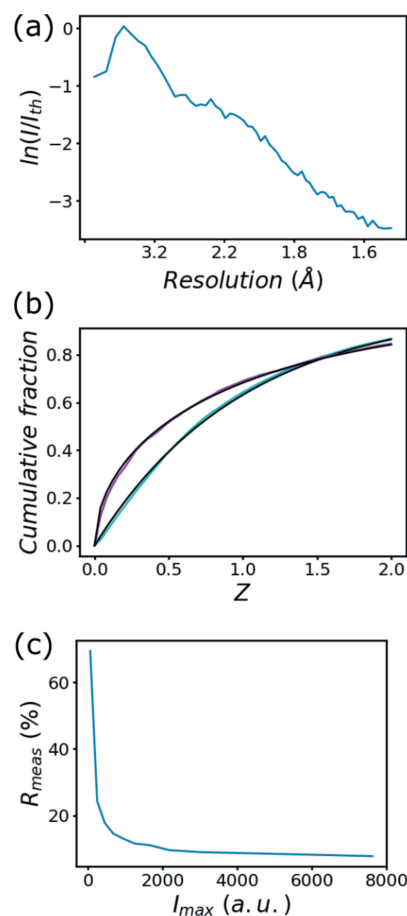 (a)
0
−1
−2
−3
ln(I/I_th)
3.2 2.2 1.8 1.6
Resolution (Å)
(b)
0.8
0.6
0.4
0.2
0.0
Cumulative fraction
0.0 0.5 1.0 1.5 2.0
Z
(c)
60
40
20
R_meas (%)
0 2000 4000 6000 8000
I_max (a.u.)